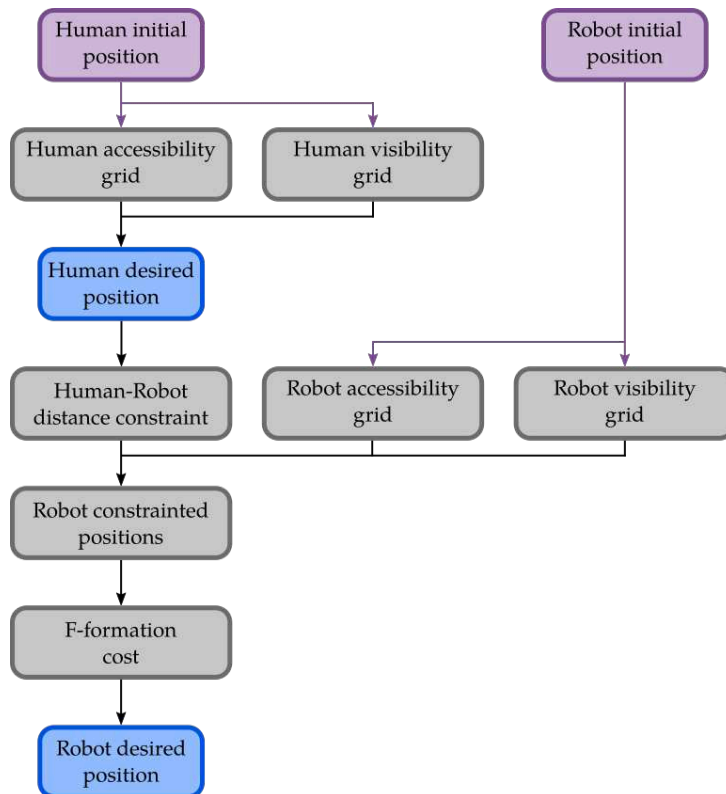 Human initial
position
Robot initial
position
Human accessibility
grid
Human visibility
grid
Human desired
position
Human-Robot
distance constraint
Robot accessibility
grid
Robot visibility
grid
Robot constrainted
positions
F-formation
cost
Robot desired
position